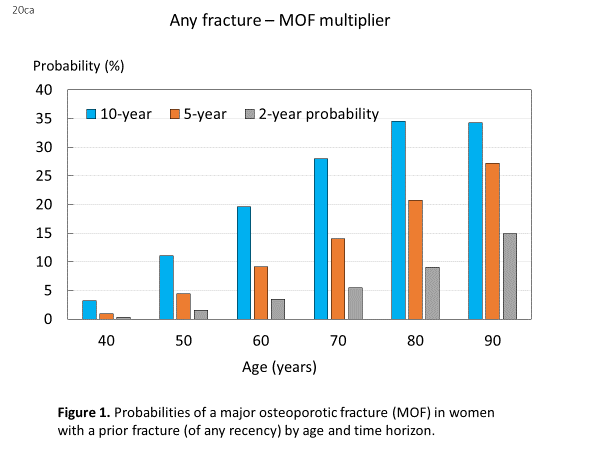 20ca
Any fracture – MOF multiplier
Probability (%)
40
35
30
25
20
15
10
5
0
10-year 5-year 2-year probability
40 50 60 70 80 90
Age (years)
Figure 1. Probabilities of a major osteoporotic fracture (MOF) in women
with a prior fracture (of any recency) by age and time horizon.